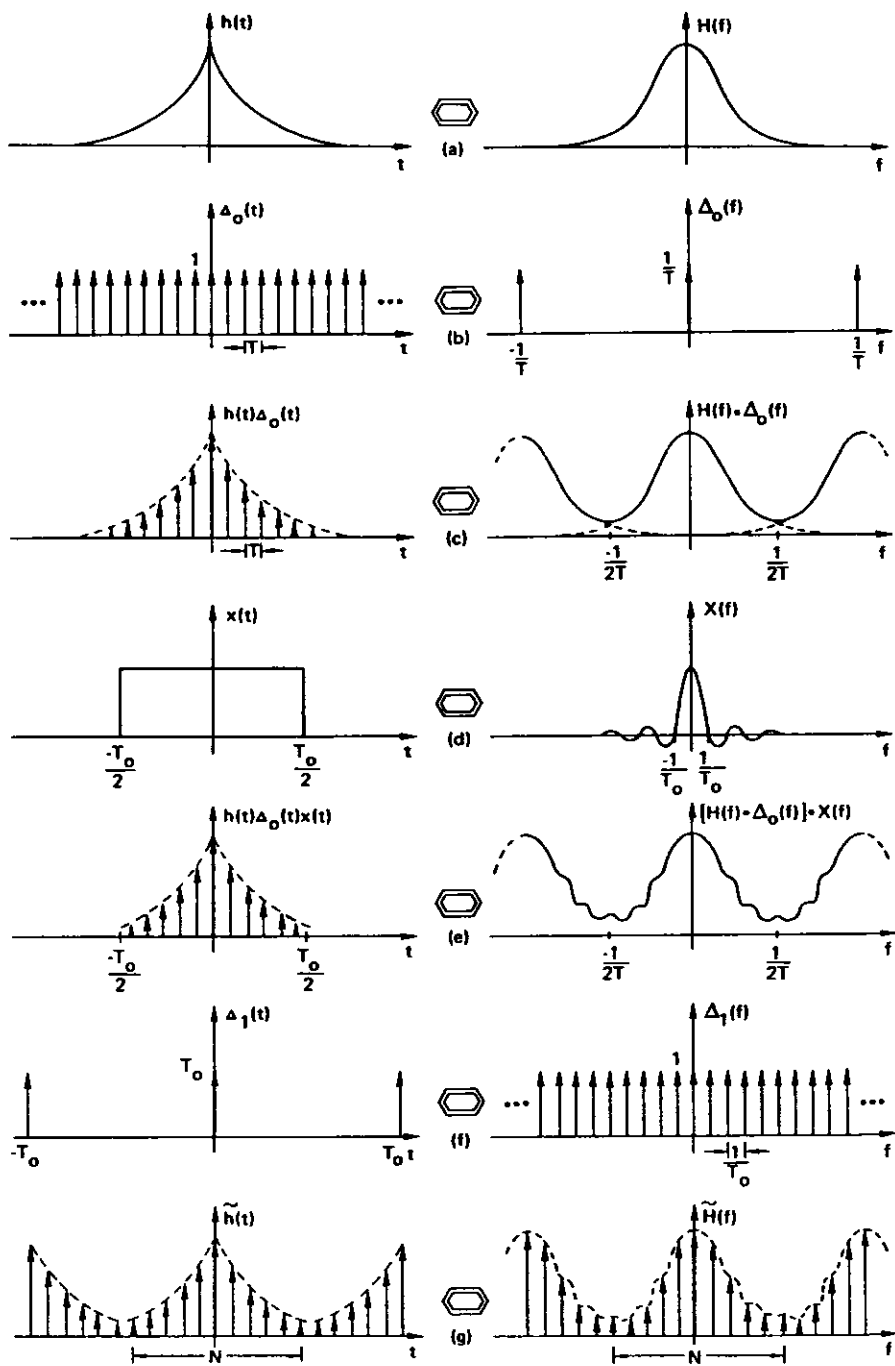 h(t)
H(f)
t
(a)
f
Δ₀(t)
Δ₀(f)
1
1/T
... ...
T
t
(b)
-1/T
1/T
f
h(t)Δ₀(t)
H(f)*Δ₀(f)
T
t
(c)
-1/2T
1/2T
f
x(t)
X(f)
-T₀/2
T₀/2
t
(d)
-1/T₀
1/T₀
f
h(t)Δ₀(t)x(t)
[H(f)*Δ₀(f)]*X(f)
-T₀/2
T₀/2
t
(e)
-1/2T
1/2T
f
Δ₁(t)
Δ₁(f)
T₀
1
... ...
-T₀
T₀ t
(f)
1/T₀
f
h̃(t)
H̃(f)
N
t
(g)
N
f